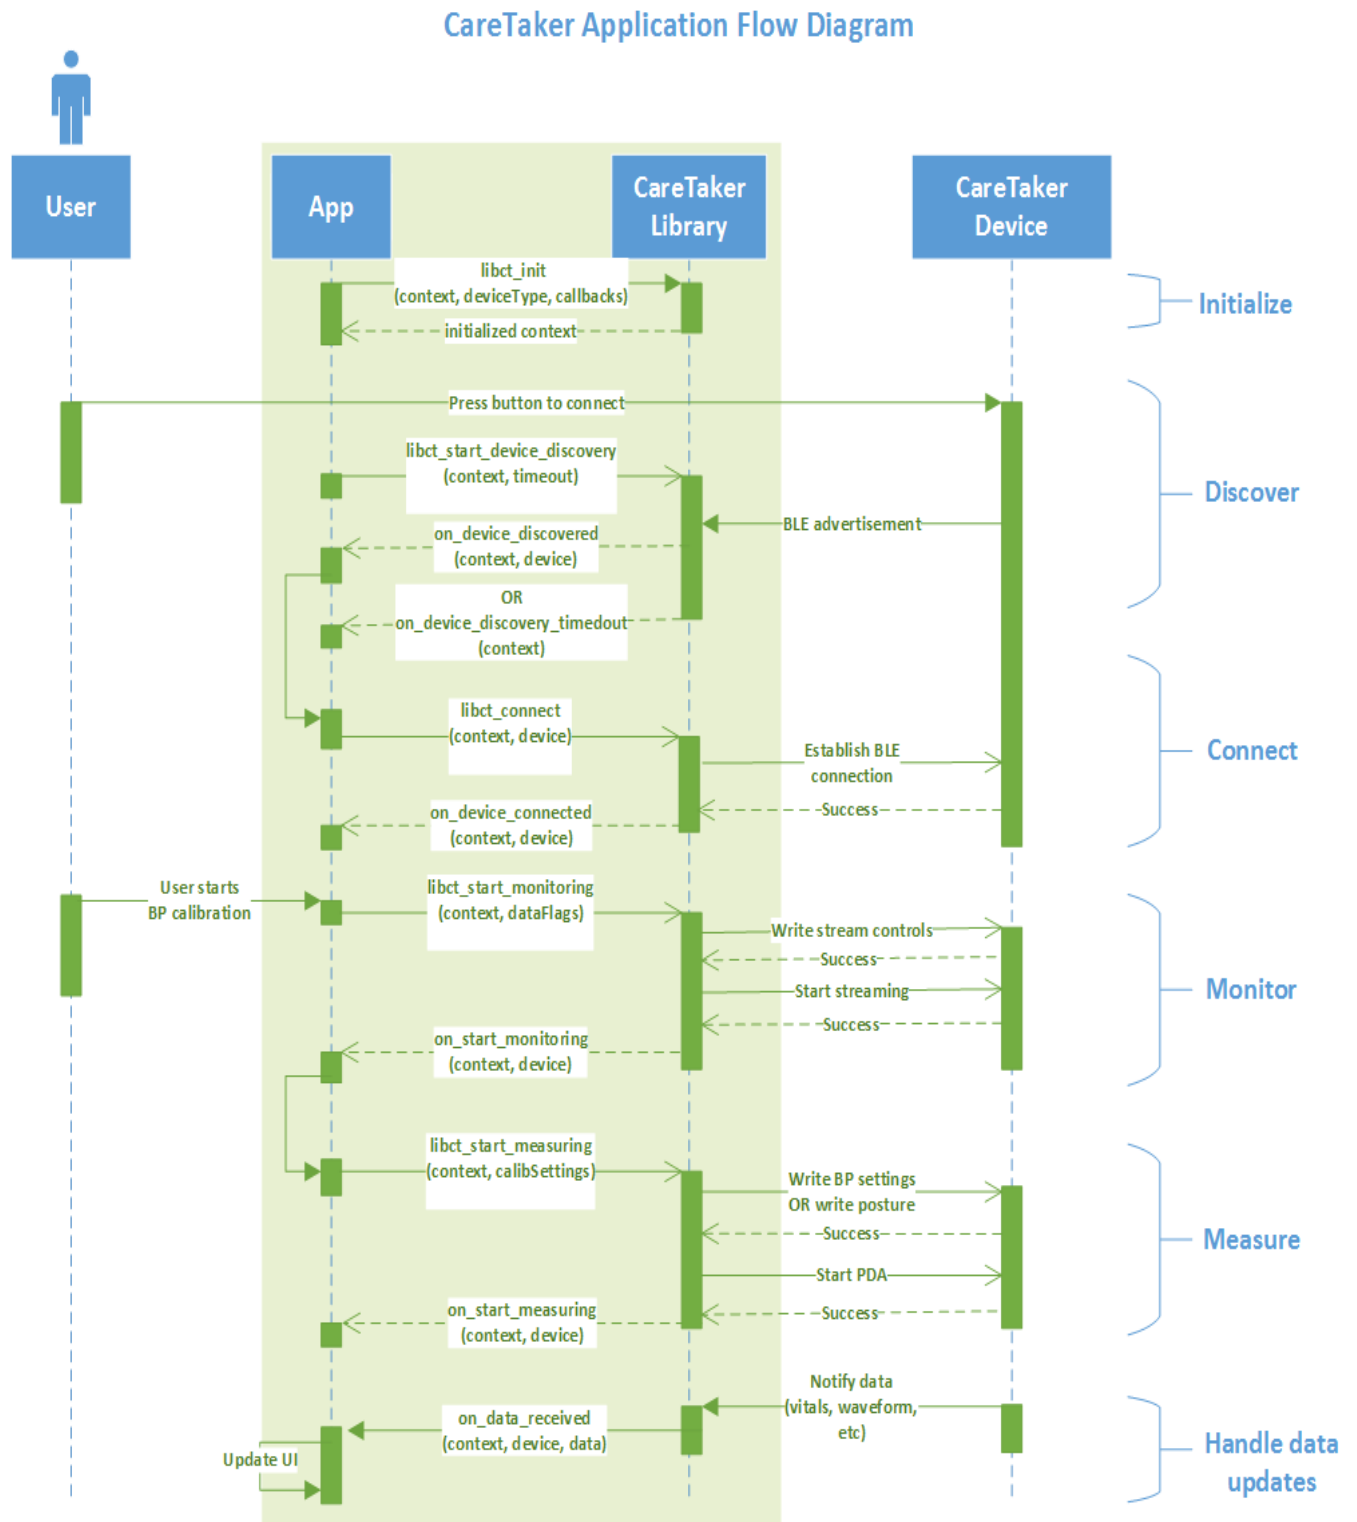 CareTaker Application Flow Diagram
User
App
CareTaker
Library
CareTaker
Device
libct_init
(context, deviceType, callbacks)
initialized context
Initialize
Press button to connect
libct_start_device_discovery
(context, timeout)
BLE advertisement
on_device_discovered
(context, device)
OR
on_device_discovery_timedout
(context)
Discover
libct_connect
(context, device)
Establish BLE
connection
Success
on_device_connected
(context, device)
Connect
User starts
BP calibration
libct_start_monitoring
(context, dataFlags)
Write stream controls
Success
Start streaming
Success
on_start_monitoring
(context, device)
Monitor
libct_start_measuring
(context, calibSettings)
Write BP settings
OR write posture
Success
Start PDA
Success
on_start_measuring
(context, device)
Measure
Notify data
(vitals, waveform,
etc)
on_data_received
(context, device, data)
Update UI
Handle data
updates